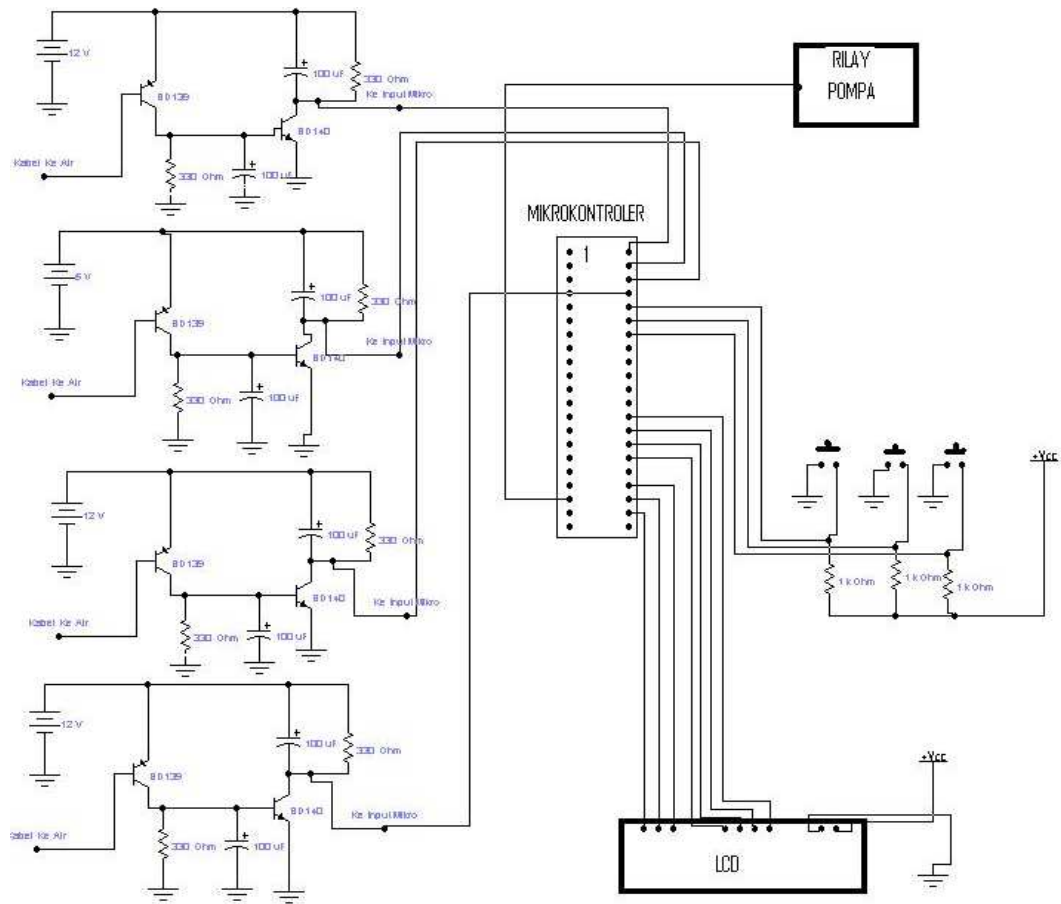 12 V
BD139
100 uF
330 Ohm
Ke Input Mikro
BD140
Kabel Ke Air
330 Ohm
100 uF
RILAY
POMPA
MIKROKONTROLER
1
5 V
BD139
100 uF
330 Ohm
Ke Input Mikro
BD140
Kabel Ke Air
330 Ohm
100 uF
12 V
BD139
100 uF
330 Ohm
BD140
Ke Input Mikro
Kabel Ke Air
330 Ohm
100 uF
+Vcc
1 k Ohm
1 k Ohm
1 k Ohm
12 V
BD139
100 uF
330 Ohm
BD140
Ke Input Mikro
Kabel Ke Air
330 Ohm
100 uF
+Vcc
LCD